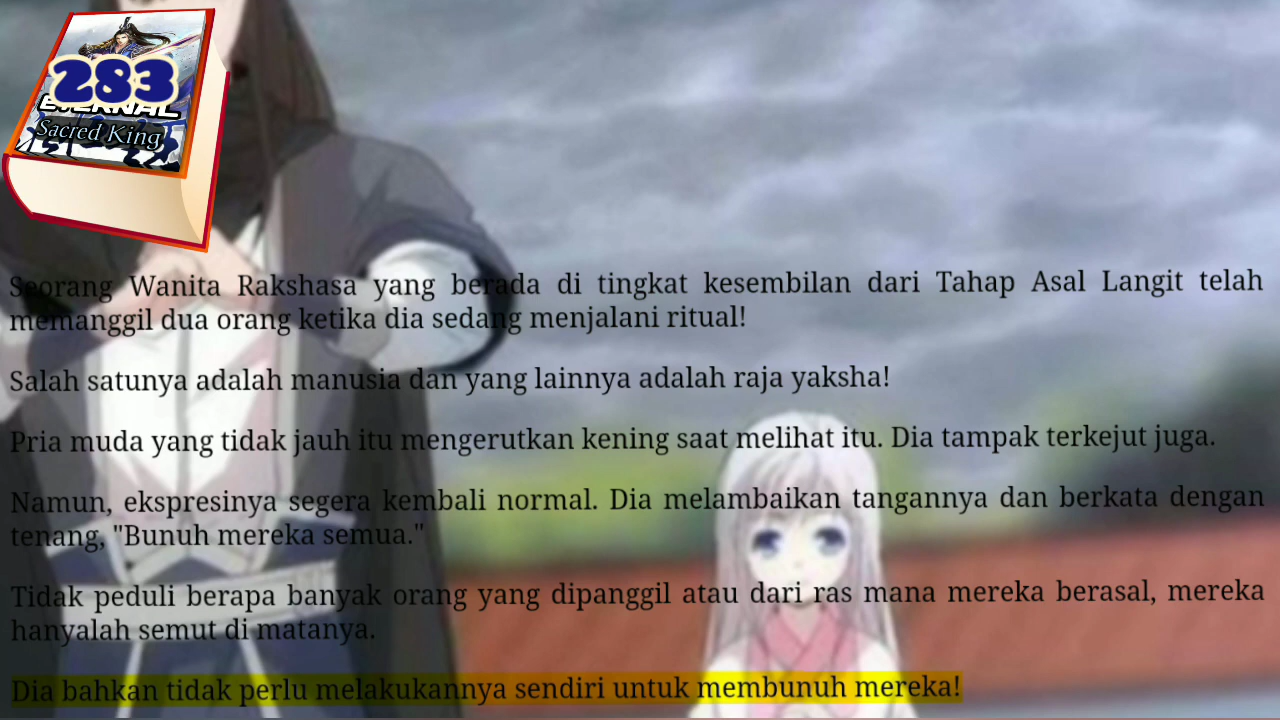 283
ETERNAL
Sacred King
Seorang Wanita Rakshasa yang berada di tingkat kesembilan dari Tahap Asal Langit telah
memanggil dua orang ketika dia sedang menjalani ritual!
Salah satunya adalah manusia dan yang lainnya adalah raja yaksha!
Pria muda yang tidak jauh itu mengerutkan kening saat melihat itu. Dia tampak terkejut juga.
Namun, ekspresinya segera kembali normal. Dia melambaikan tangannya dan berkata dengan
tenang, "Bunuh mereka semua."
Tidak peduli berapa banyak orang yang dipanggil atau dari ras mana mereka berasal, mereka
hanyalah semut di matanya.
Dia bahkan tidak perlu melakukannya sendiri untuk membunuh mereka!